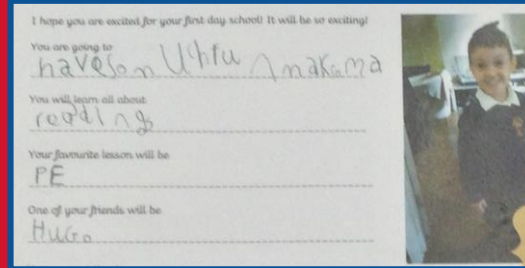 I hope you are excited for your first day school! It will be so exciting!
You are going to
haveson
You will learn all about
reading
Your favourite lesson will be
PE
One of your friends will be
Hugo